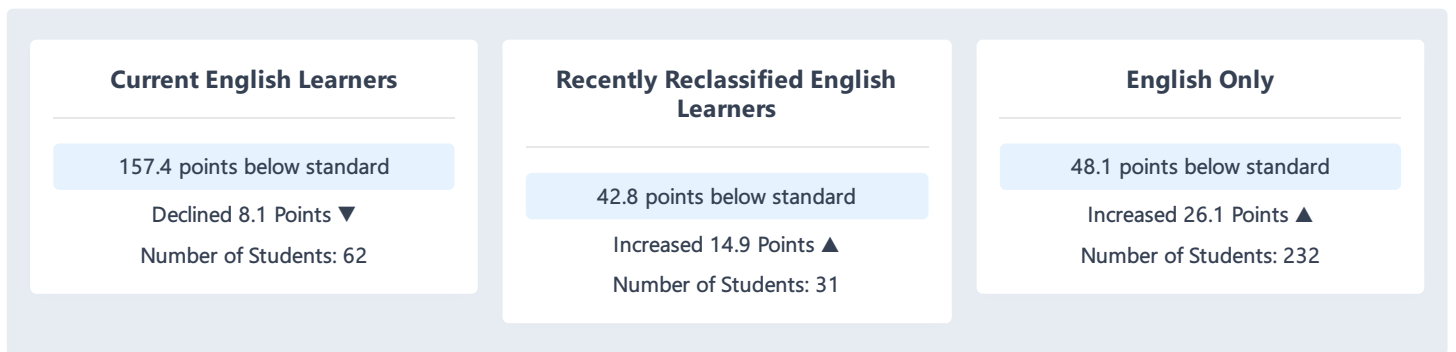 Current English Learners
157.4 points below standard
Declined 8.1 Points ▼
Number of Students: 62
Recently Reclassified English
Learners
42.8 points below standard
Increased 14.9 Points ▲
Number of Students: 31
English Only
48.1 points below standard
Increased 26.1 Points ▲
Number of Students: 232